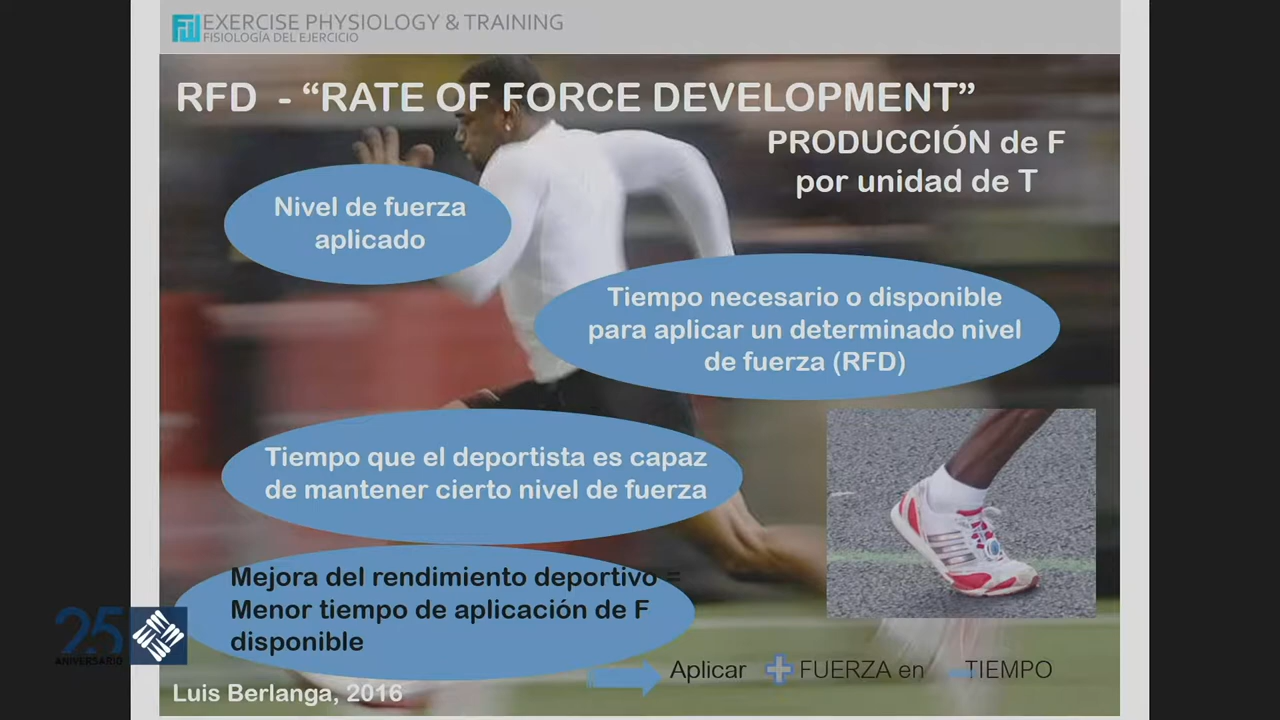 EXERCISE PHYSIOLOGY & TRAINING
FISIOLOGÍA DEL EJERCICIO
RFD - “RATE OF FORCE DEVELOPMENT”
PRODUCCIÓN de F
por unidad de T
Nivel de fuerza
aplicado
Tiempo necesario o disponible
para aplicar un determinado nivel
de fuerza (RFD)
Tiempo que el deportista es capaz
de mantener cierto nivel de fuerza
Mejora del rendimiento deportivo =
Menor tiempo de aplicación de F
disponible
25
ANIVERSARIO
Aplicar + FUERZA en - TIEMPO
Luis Berlanga, 2016